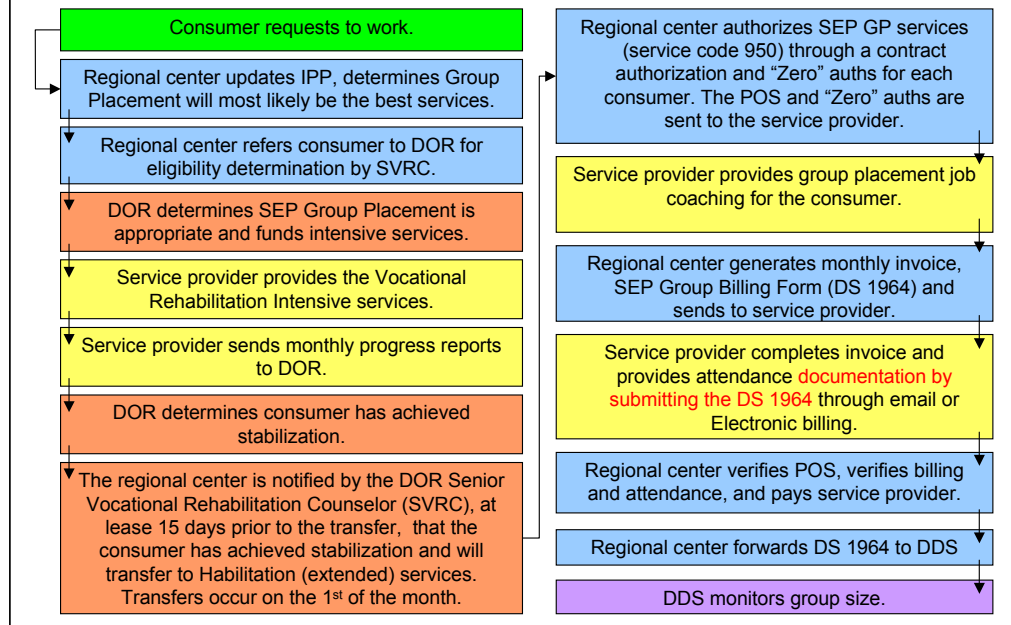 Consumer requests to work.
Regional center updates IPP, determines Group
Placement will most likely be the best services.
Regional center refers consumer to DOR for
eligibility determination by SVRC.
DOR determines SEP Group Placement is
appropriate and funds intensive services.
Service provider provides the Vocational
Rehabilitation Intensive services.
Service provider sends monthly progress reports
to DOR.
DOR determines consumer has achieved
stabilization.
The regional center is notified by the DOR Senior
Vocational Rehabilitation Counselor (SVRC), at
lease 15 days prior to the transfer, that the
consumer has achieved stabilization and will
transfer to Habilitation (extended) services.
Transfers occur on the 1st of the month.
Regional center authorizes SEP GP services
(service code 950) through a contract
authorization and “Zero” auths for each
consumer. The POS and “Zero” auths are
sent to the service provider.
Service provider provides group placement job
coaching for the consumer.
Regional center generates monthly invoice,
SEP Group Billing Form (DS 1964) and
sends to service provider.
Service provider completes invoice and
provides attendance documentation by
submitting the DS 1964 through email or
Electronic billing.
Regional center verifies POS, verifies billing
and attendance, and pays service provider.
Regional center forwards DS 1964 to DDS
DDS monitors group size.